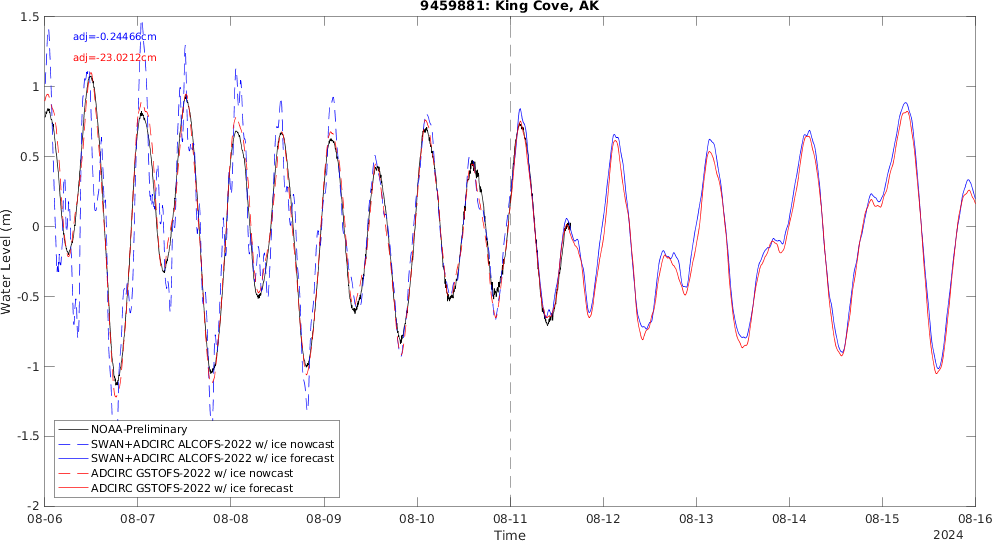 9459881: King Cove, AK
adj=-0.24466cm
adj=-23.0212cm
Water Level (m)
1.5
1
0.5
0
-0.5
-1
-1.5
-2
NOAA-Preliminary
SWAN+ADCIRC ALCOFS-2022 w/ ice nowcast
SWAN+ADCIRC ALCOFS-2022 w/ ice forecast
ADCIRC GSTOFS-2022 w/ ice nowcast
ADCIRC GSTOFS-2022 w/ ice forecast
08-06 08-07 08-08 08-09 08-10 08-11 08-12 08-13 08-14 08-15 08-16
Time
2024